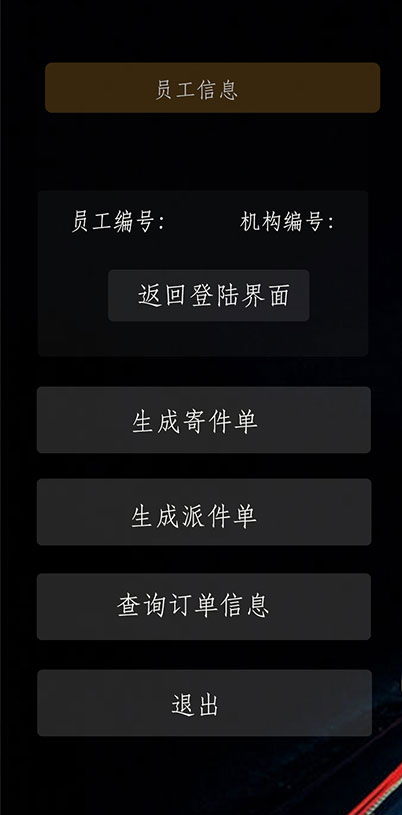 员工信息
员工编号: 机构编号:
返回登陆界面
生成寄件单
生成派件单
查询订单信息
退出